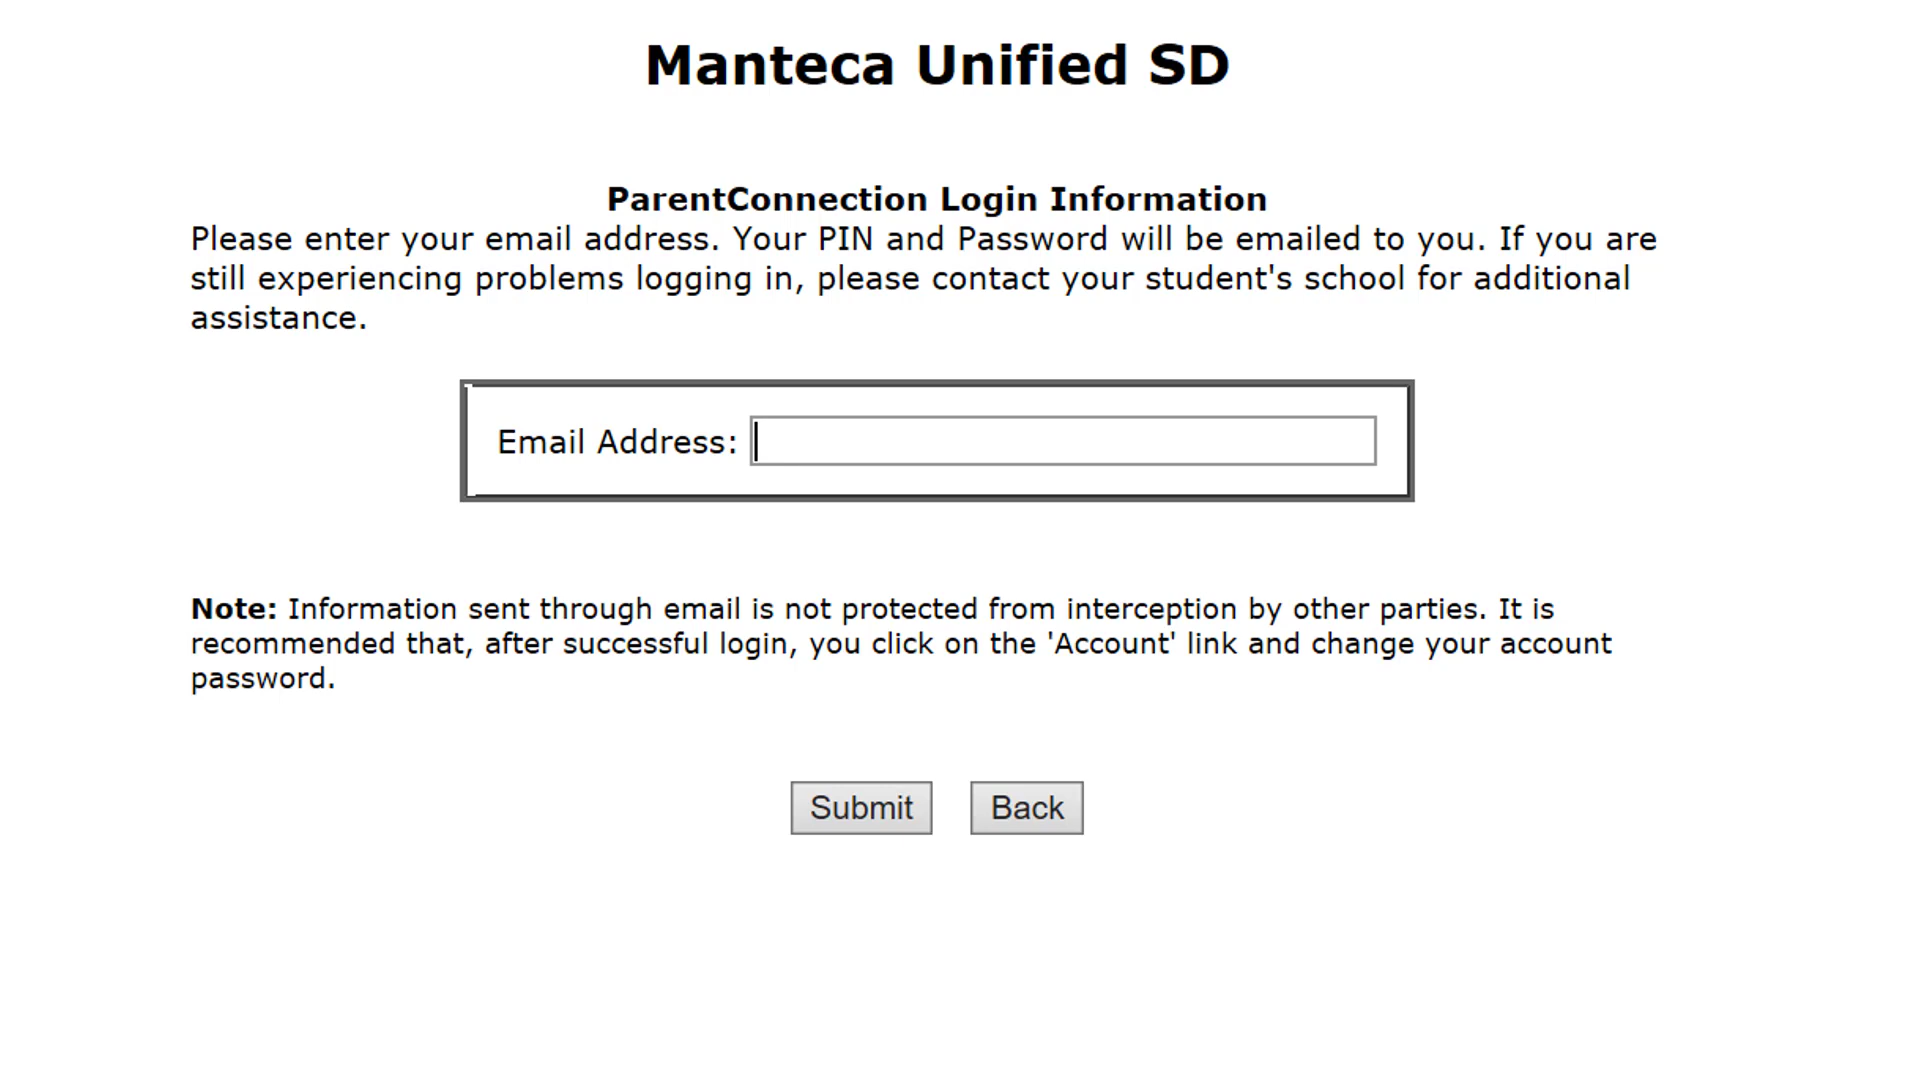 Manteca Unified SD
ParentConnection Login Information
Please enter your email address. Your PIN and Password will be emailed to you. If you are
still experiencing problems logging in, please contact your student's school for additional
assistance.
Email Address:
Note: Information sent through email is not protected from interception by other parties. It is
recommended that, after successful login, you click on the 'Account' link and change your account
password.
Submit Back